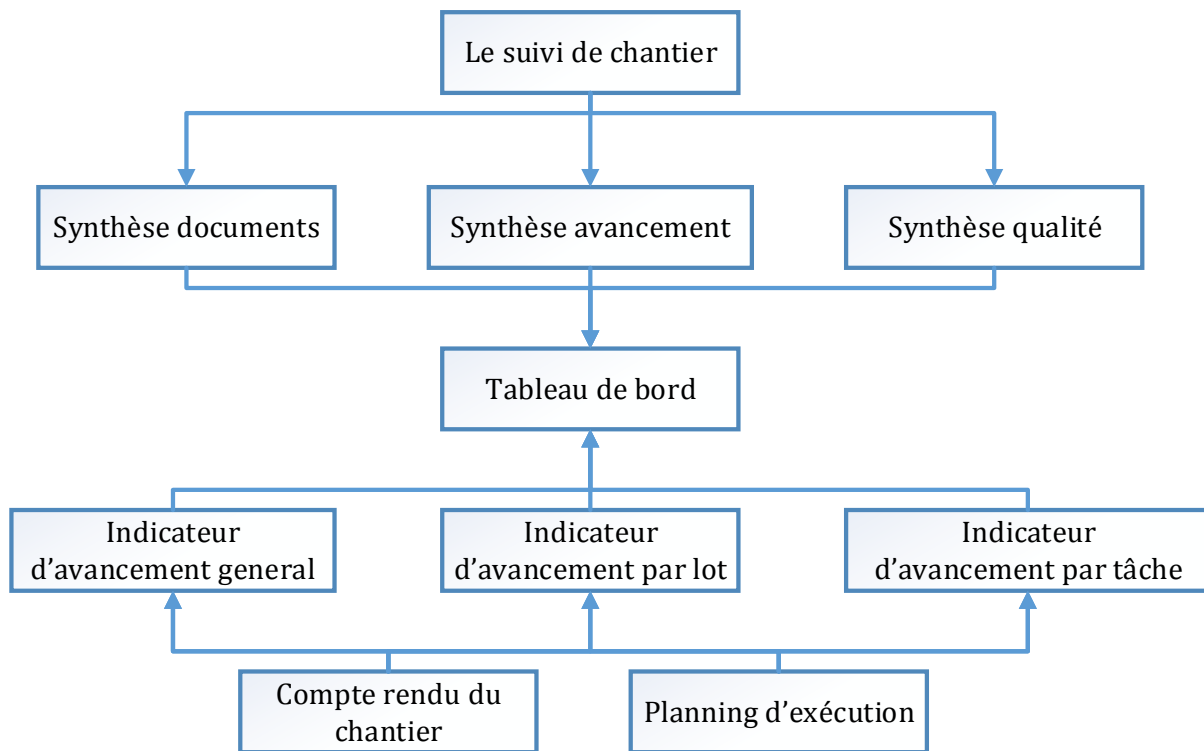 Le suivi de chantier
Synthèse documents
Synthèse avancement
Synthèse qualité
Tableau de bord
Indicateur
d’avancement general
Indicateur
d’avancement par lot
Indicateur
d’avancement par tâche
Compte rendu du
chantier
Planning d’exécution